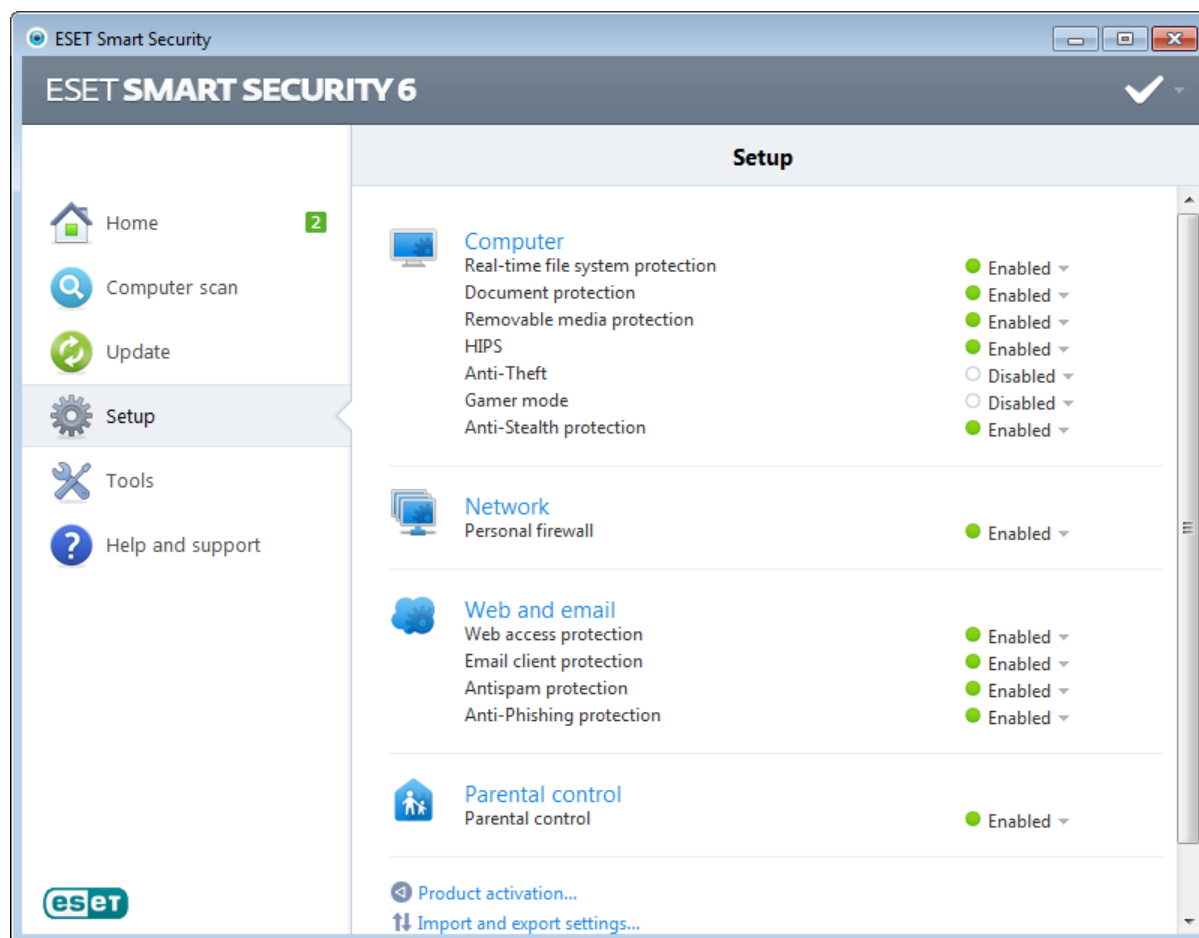 ESET Smart Security
ESET SMART SECURITY 6
Setup
Home 2
Computer scan
Update
Setup
Tools
Help and support
Computer
Real-time file system protection Enabled
Document protection Enabled
Removable media protection Enabled
HIPS Enabled
Anti-Theft Disabled
Gamer mode Disabled
Anti-Stealth protection Enabled
Network
Personal firewall Enabled
Web and email
Web access protection Enabled
Email client protection Enabled
Antispam protection Enabled
Anti-Phishing protection Enabled
Parental control
Parental control Enabled
Product activation...
Import and export settings...
eset